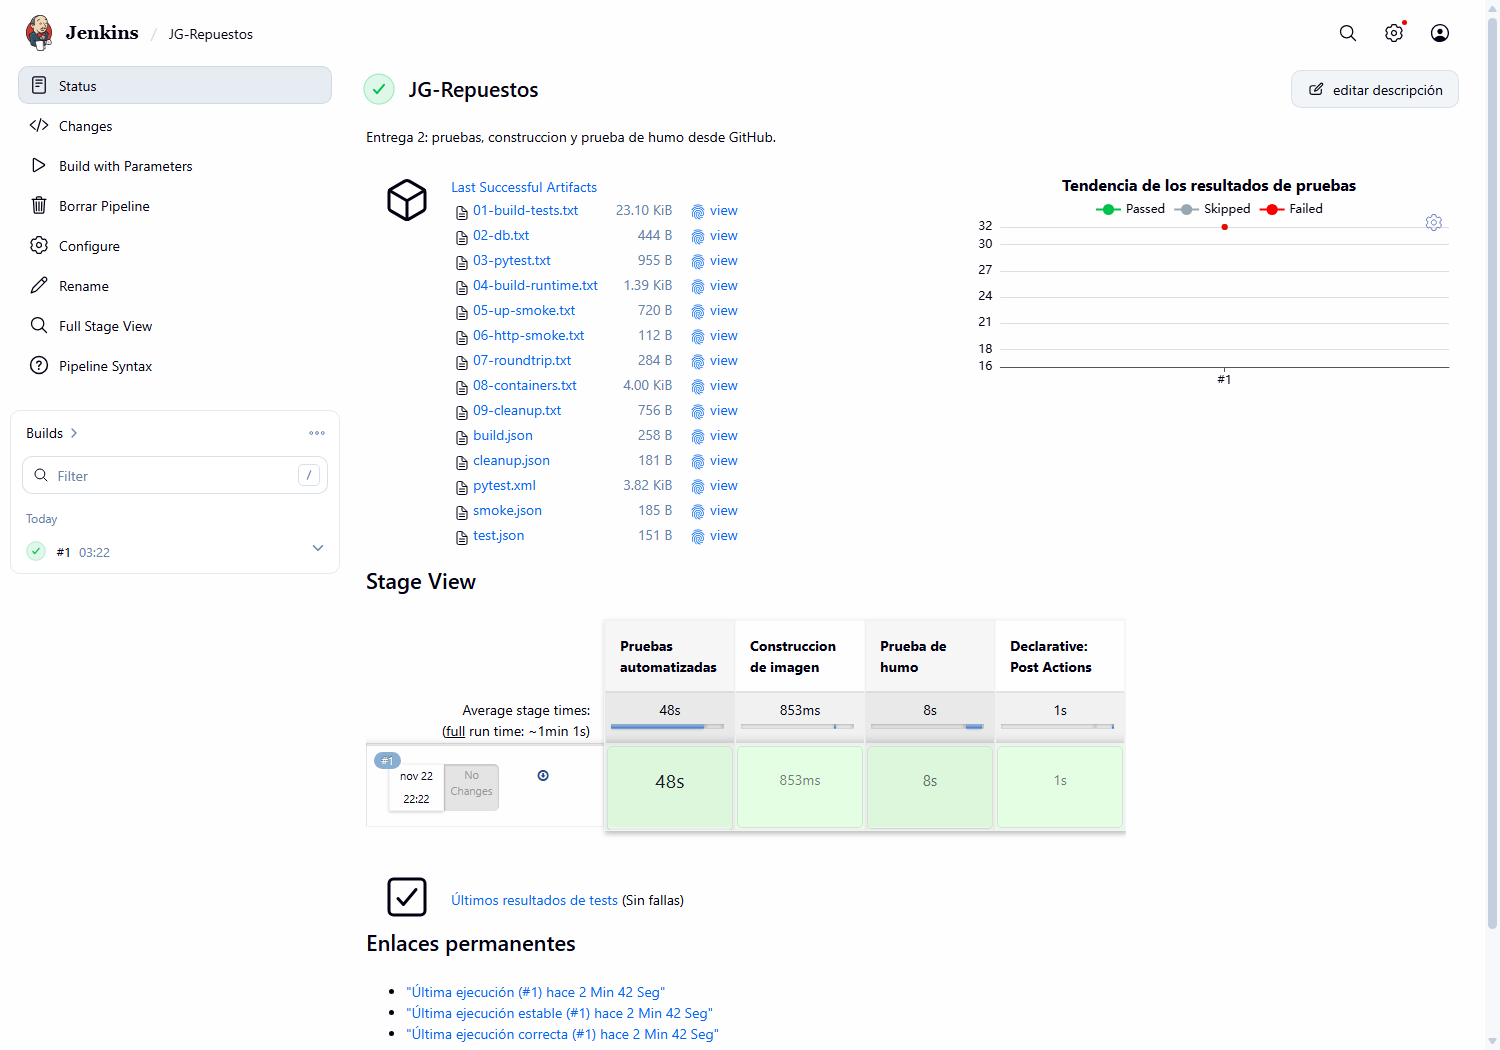 Jenkins / JG-Repuestos
Status
Changes
Build with Parameters
Borrar Pipeline
Configure
Rename
Full Stage View
Pipeline Syntax
Builds
Filter /
Today
#1 03:22
JG-Repuestos
editar descripción
Entrega 2: pruebas, construccion y prueba de humo desde GitHub.
Last Successful Artifacts
01-build-tests.txt 23.10 KiB view
02-db.txt 444 B view
03-pytest.txt 955 B view
04-build-runtime.txt 1.39 KiB view
05-up-smoke.txt 720 B view
06-http-smoke.txt 112 B view
07-roundtrip.txt 284 B view
08-containers.txt 4.00 KiB view
09-cleanup.txt 756 B view
build.json 258 B view
cleanup.json 181 B view
pytest.xml 3.82 KiB view
smoke.json 185 B view
test.json 151 B view
Tendencia de los resultados de pruebas
Passed Skipped Failed
32
30
27
24
21
18
16
#1
Stage View
Pruebas automatizadas
Construccion de imagen
Prueba de humo
Declarative: Post Actions
Average stage times:
(full run time: ~1min 1s)
48s 853ms 8s 1s
#1
nov 22
22:22
No Changes
48s 853ms 8s 1s
Últimos resultados de tests (Sin fallas)
Enlaces permanentes
"Última ejecución (#1) hace 2 Min 42 Seg"
"Última ejecución estable (#1) hace 2 Min 42 Seg"
"Última ejecución correcta (#1) hace 2 Min 42 Seg"